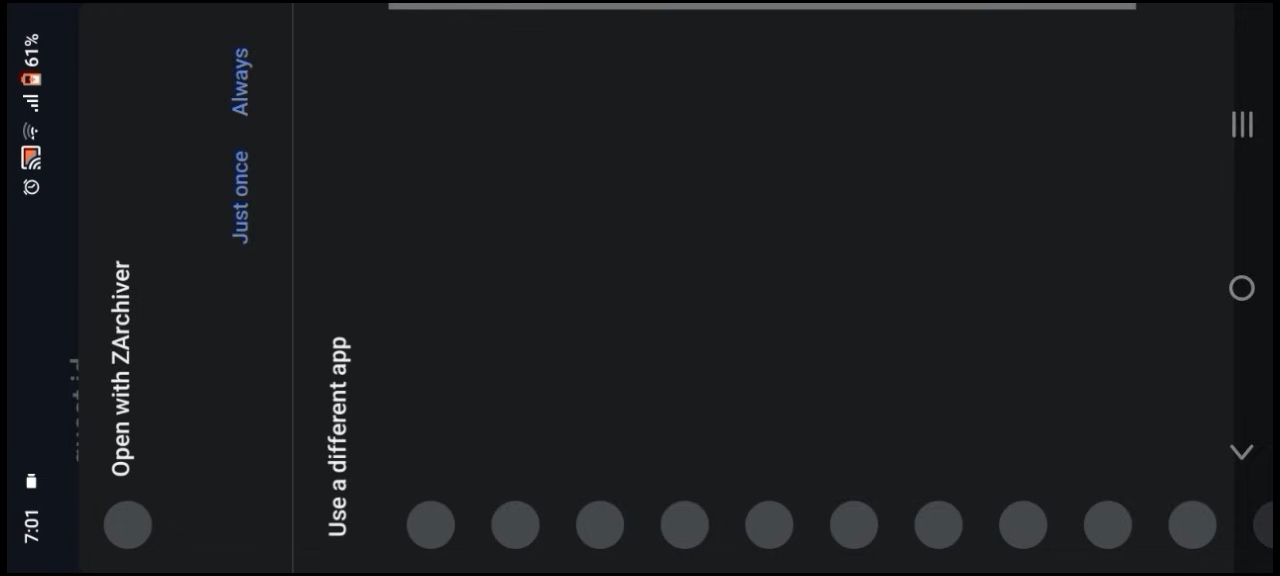 7:01 61%
Open with ZArchiver
Just once Always
Use a different app